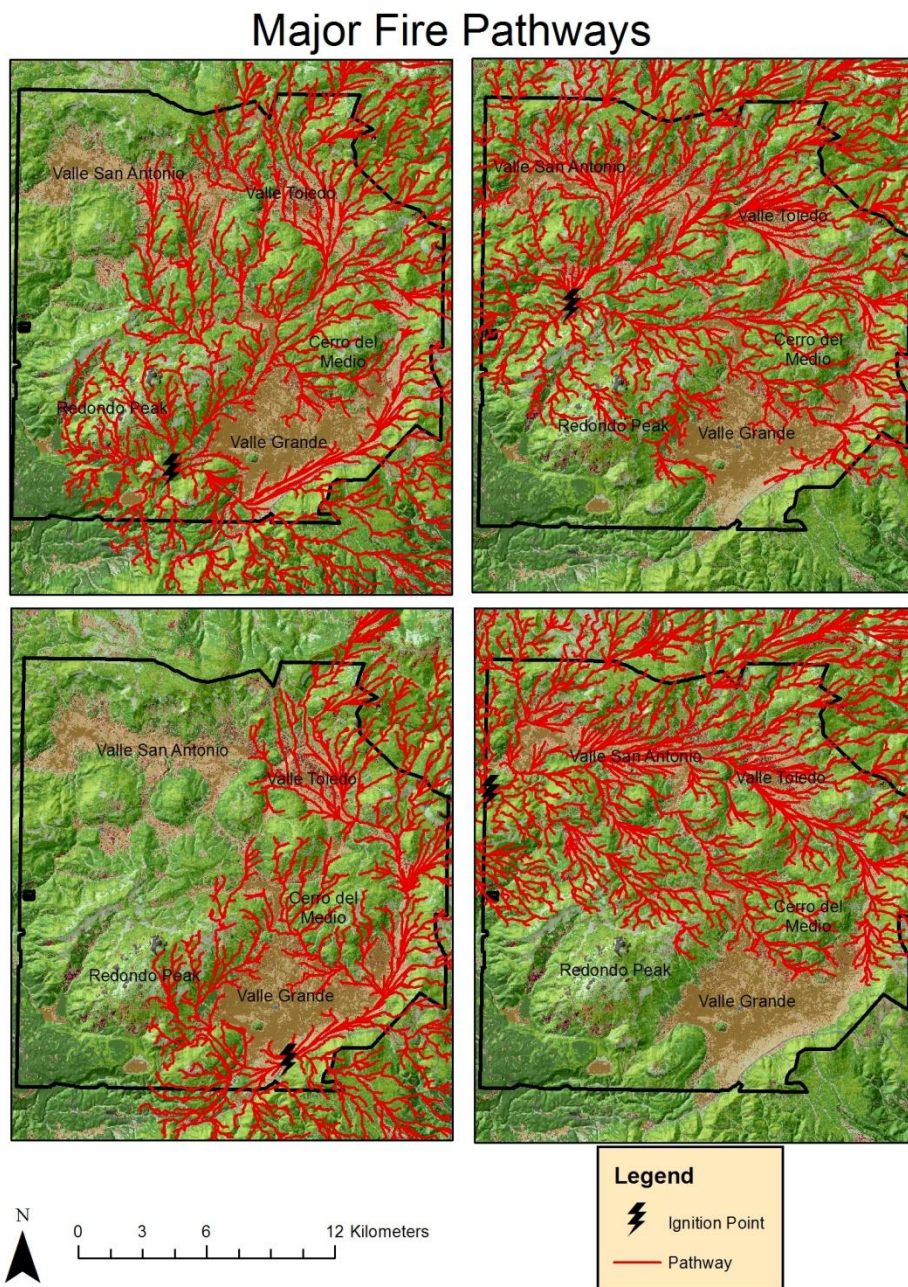 Major Fire Pathways
Valle San Antonio
Valle Toledo
Cerro del
Medio
Redondo Peak
Valle Grande
Valle San Antonio
Valle Toledo
Cerro del
Medio
Redondo Peak
Valle Grande
Valle San Antonio
Valle Toledo
Cerro del
Medio
Redondo Peak
Valle Grande
Valle San Antonio
Valle Toledo
Cerro del
Medio
Redondo Peak
Valle Grande
N
0 3 6 12 Kilometers
Legend
Ignition Point
Pathway